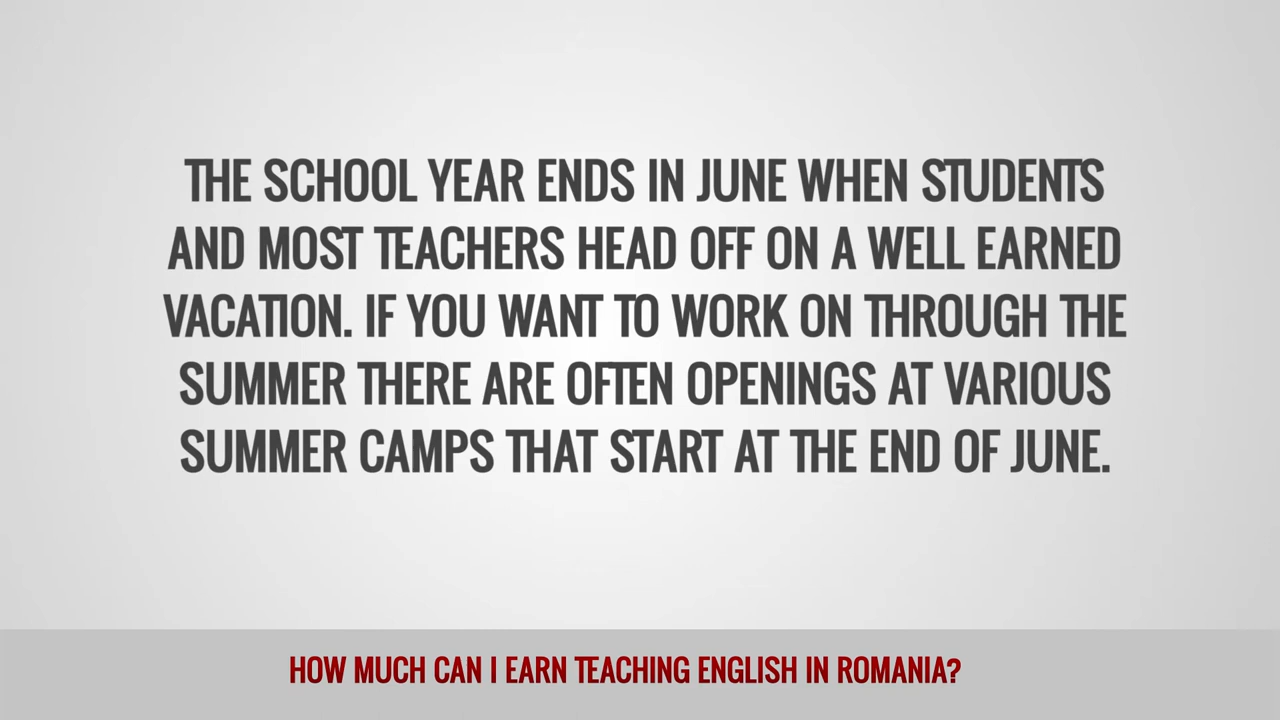 THE SCHOOL YEAR ENDS IN JUNE WHEN STUDENTS
AND MOST TEACHERS HEAD OFF ON A WELL EARNED
VACATION. IF YOU WANT TO WORK ON THROUGH THE
SUMMER THERE ARE OFTEN OPENINGS AT VARIOUS
SUMMER CAMPS THAT START AT THE END OF JUNE.
HOW MUCH CAN I EARN TEACHING ENGLISH IN ROMANIA?